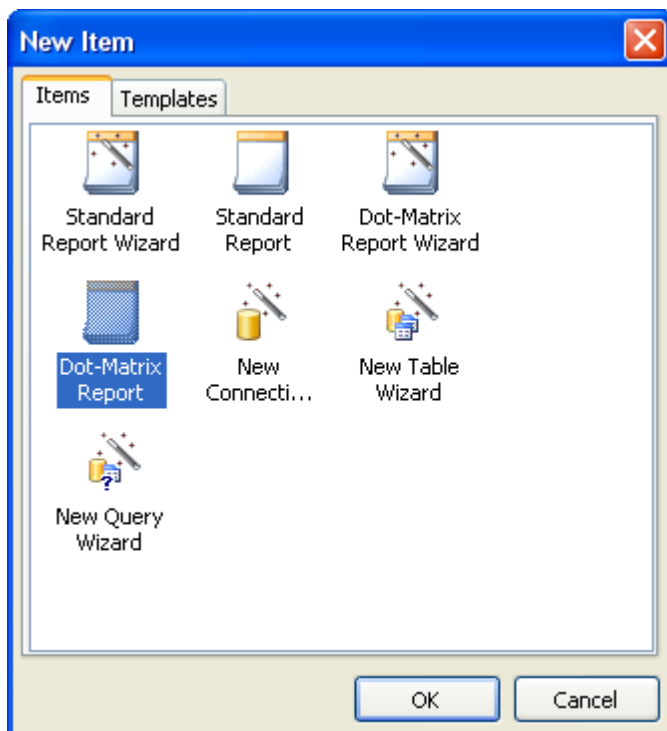 New Item
Items Templates
Standard Standard Dot-Matrix
Report Wizard Report Report Wizard
Dot-Matrix New New Table
Report Connecti... Wizard
New Query
Wizard
OK Cancel